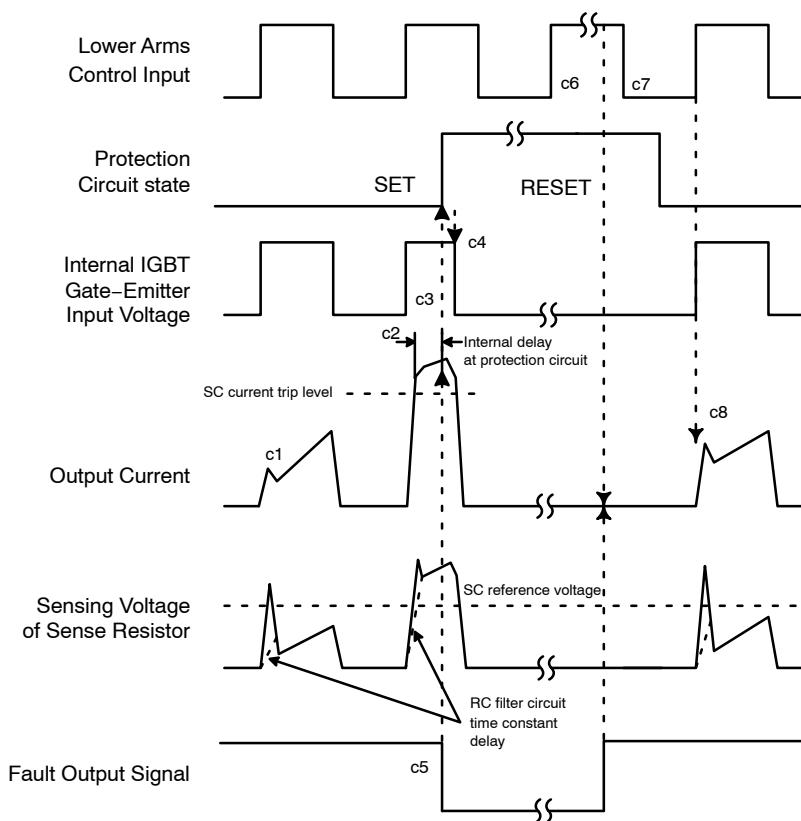 Lower Arms
Control Input
c6
c7
Protection
Circuit state
SET
RESET
c4
Internal IGBT
Gate−Emitter
Input Voltage
c3
c2
Internal delay
at protection circuit
SC current trip level
c8
c1
Output Current
SC reference voltage
Sensing Voltage
of Sense Resistor
RC filter circuit
time constant
delay
c5
Fault Output Signal